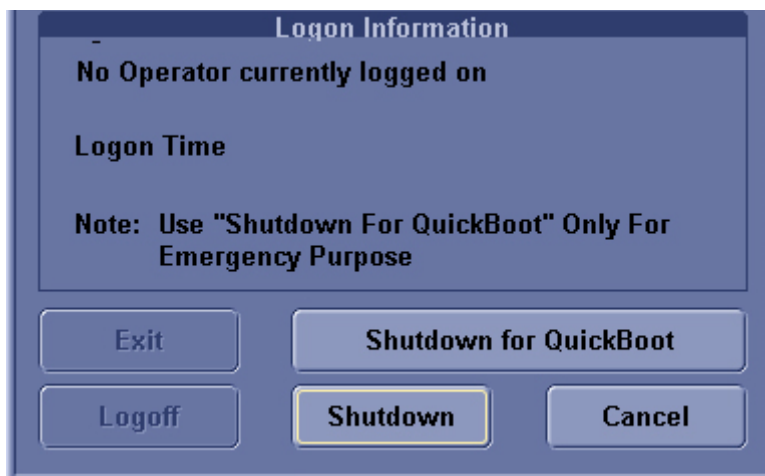 Logon Information
No Operator currently logged on
Logon Time
Note: Use "Shutdown For QuickBoot" Only For
Emergency Purpose
Exit
Shutdown for QuickBoot
Logoff
Shutdown
Cancel